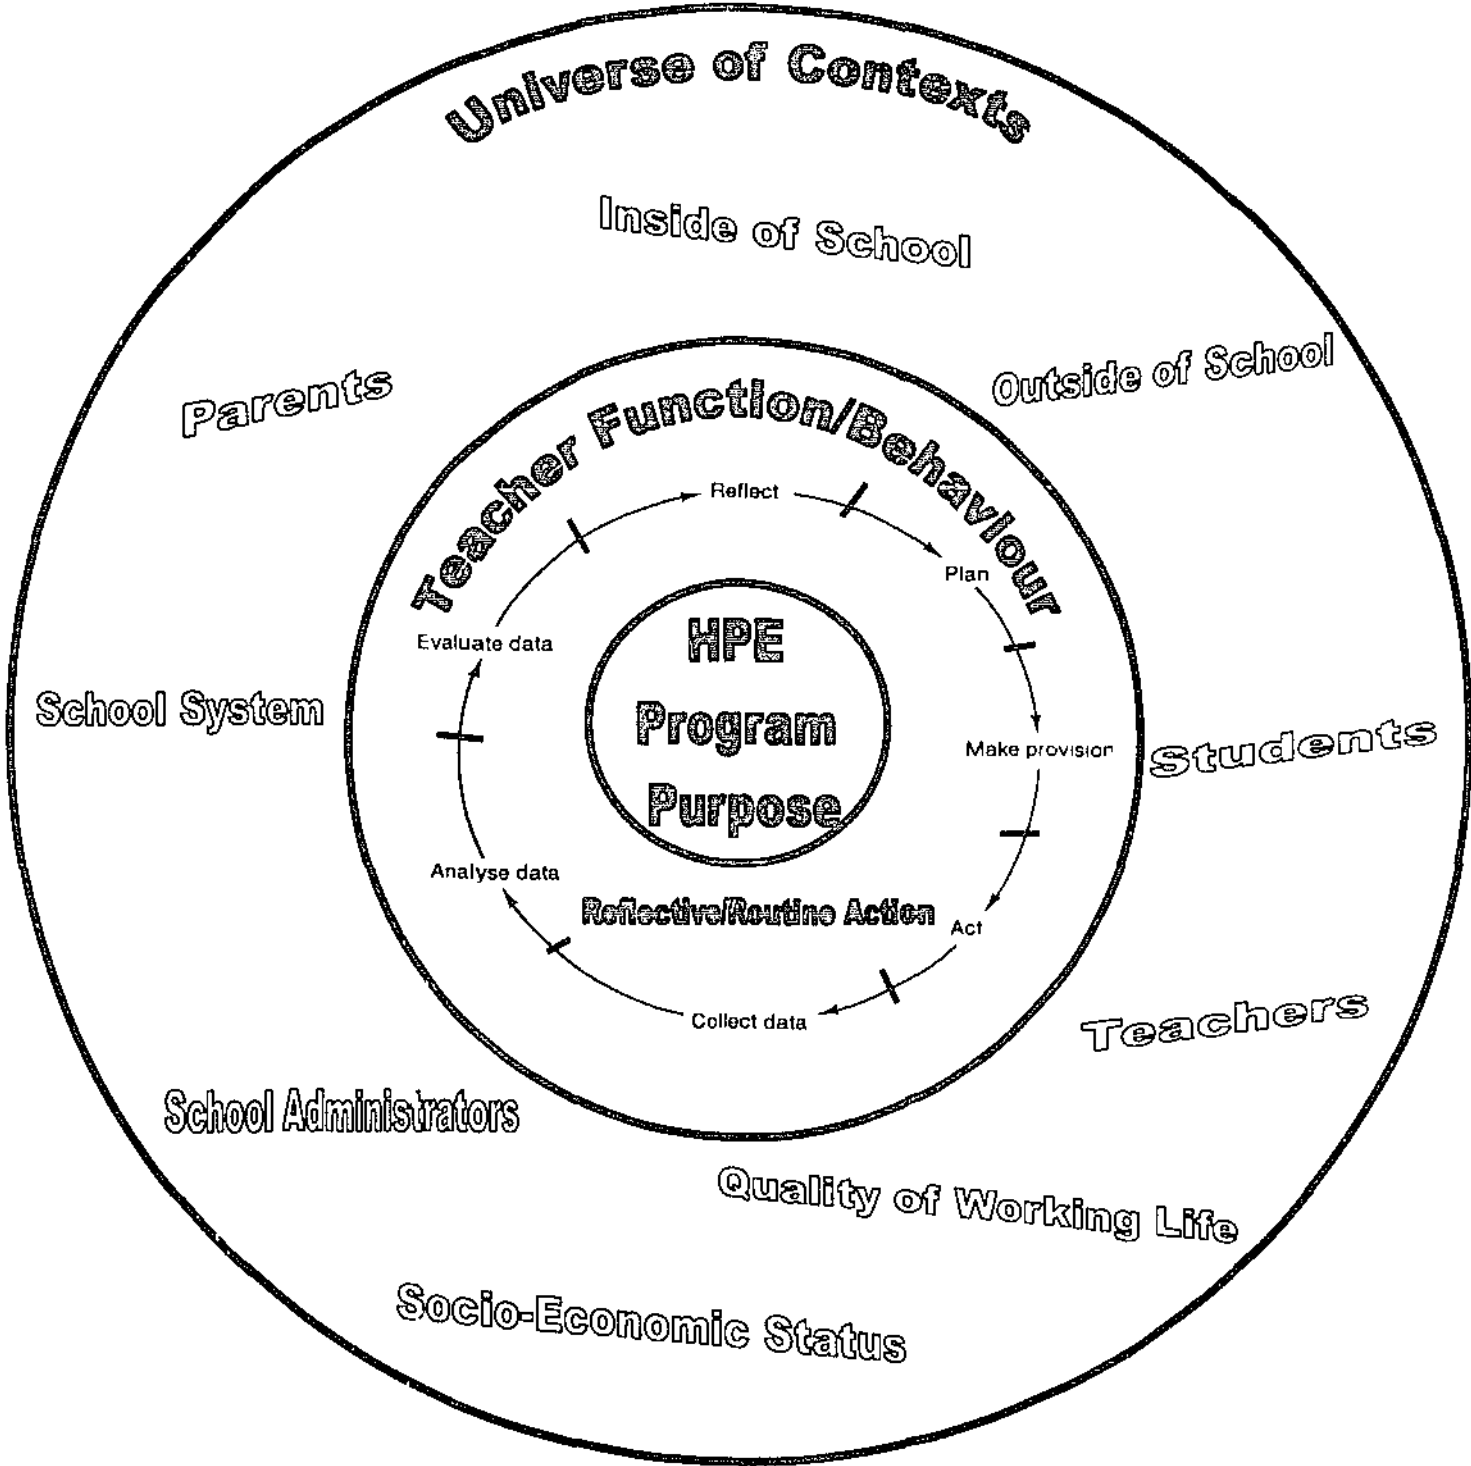 Universe of Contexts
Inside of School
Outside of School
Parents
Teacher Function/Behaviour
Reflect
Plan
Evaluate data
HPE
Program
Purpose
School System
Make provision
Students
Analyse data
Reflective/Routine Action
Act
Collect data
Teachers
School Administrators
Quality of Working Life
Socio-Economic Status